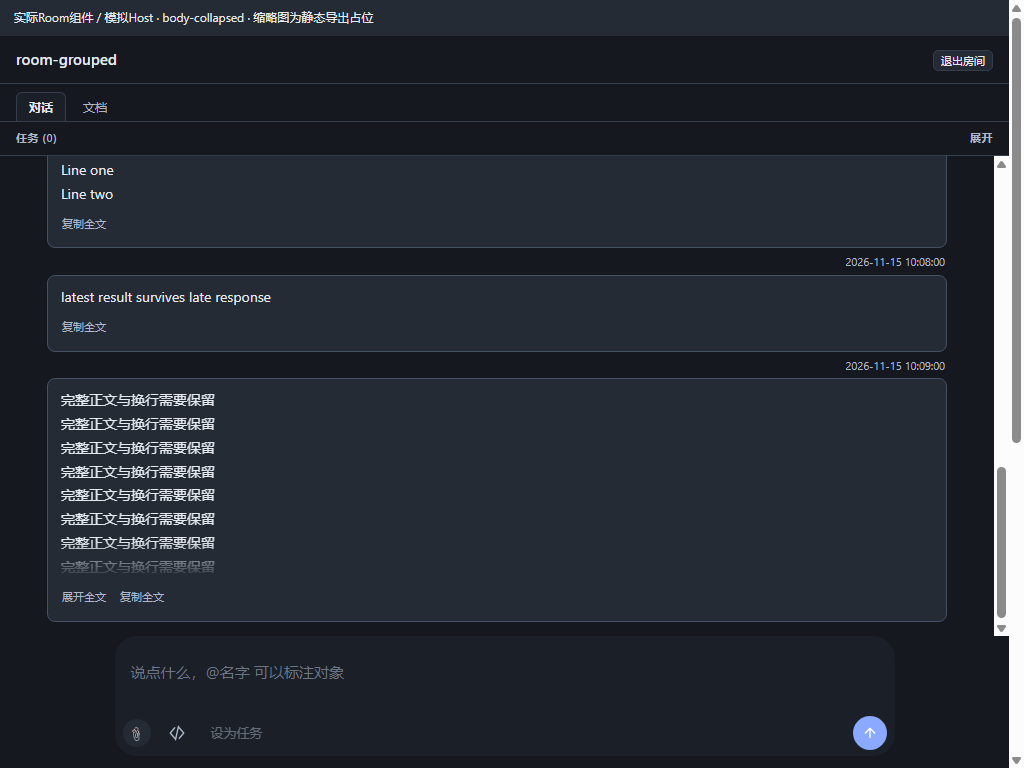 实际Room组件 / 模拟Host · body-collapsed · 缩略图为静态导出占位
room-grouped
退出房间
对话 文档
任务 (0)
展开
Line one
Line two
复制全文
2026-11-15 10:08:00
latest result survives late response
复制全文
2026-11-15 10:09:00
完整正文与换行需要保留
完整正文与换行需要保留
完整正文与换行需要保留
完整正文与换行需要保留
完整正文与换行需要保留
完整正文与换行需要保留
完整正文与换行需要保留
完整正文与换行需要保留
展开全文 复制全文
说点什么，@名字 可以标注对象
设为任务